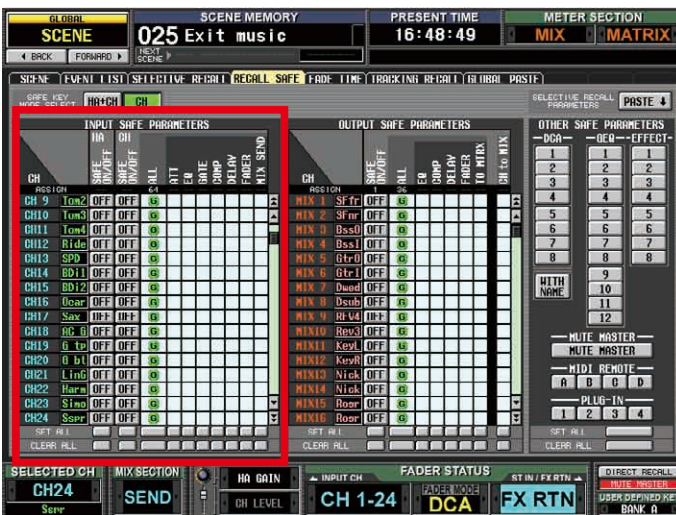 GLOBAL
SCENE
SCENE MEMORY
025 Exit music
PRESENT TIME
16:48:49
METER SECTION
MIX
MATRIX
BACK
FORWARD
NEXT SCENE
SCENE
EVENT LIST
SELECTIVE RECALL
RECALL SAFE
FADE TIME
TRACKING RECALL
GLOBAL PASTE
SAFE KEY
MODE SELECT
HA+CH
CH
SELECTIVE RECALL
PARAMETERS
PASTE
INPUT SAFE PARAMETERS
HA
CH
SAFE ON/OFF
SAFE ON/OFF
ALL
ATT
EQ
GATE
COMP
DELAY
FADER
MIX SEND
CH
ASSIGN
64
CH 9 Tom2 OFF OFF G
CH10 OFF OFF G
CH11 Tom4 OFF OFF G
CH12 Ride OFF OFF G
CH13 SPD OFF OFF G
CH14 BDi1 OFF OFF G
CH15 BDi2 OFF OFF G
CH16 Ocar OFF OFF G
CH17 Sax OFF OFF G
CH18 AC G OFF OFF G
CH19 G tp OFF OFF G
CH20 G bt OFF OFF G
CH21 LinG OFF OFF G
CH22 Harm OFF OFF G
CH23 Simo OFF OFF G
CH24 OFF OFF G
SET ALL
CLEAR ALL
OUTPUT SAFE PARAMETERS
SAFE ON/OFF
ALL
EQ
COMP
DELAY
FADER
TO MTRX
CH to MIX
CH
ASSIGN
1 36
MIX 1 SFfr OFF G
MIX 2 SFnr OFF G
MIX 3 BssO OFF G
MIX 4 BssI OFF G
MIX 5 GtrO OFF G
MIX 6 GtrI OFF G
MIX 7 Dwed OFF G
MIX 8 Dsub OFF G
MIX 9 OFF G
MIX10 Rev3 OFF G
MIX11 KeyL OFF G
MIX12 KeyR OFF G
MIX13 Nick OFF G
MIX14 Nick OFF G
MIX15 OFF G
MIX16 OFF G
SET ALL
CLEAR ALL
OTHER SAFE PARAMETERS
DCA
GEQ
EFFECT
1 1 1
2 2 2
3 3 3
4 4 4
5 5 5
6 6 6
7 7 7
8 8 8
9
10
11
12
WITH NAME
MUTE MASTER
MUTE MASTER
MIDI REMOTE
A B C D
PLUG-IN
1 2 3 4
SET ALL
CLEAR ALL
SELECTED CH
CH24
MIX SECTION
SEND
HA GAIN
CH LEVEL
FADER STATUS
INPUT CH
CH 1-24
FADER MODE
DCA
ST IN / FX RTN
FX RTN
DIRECT RECALL
MUTE MASTER
USER DEFINED KEY
BANK A